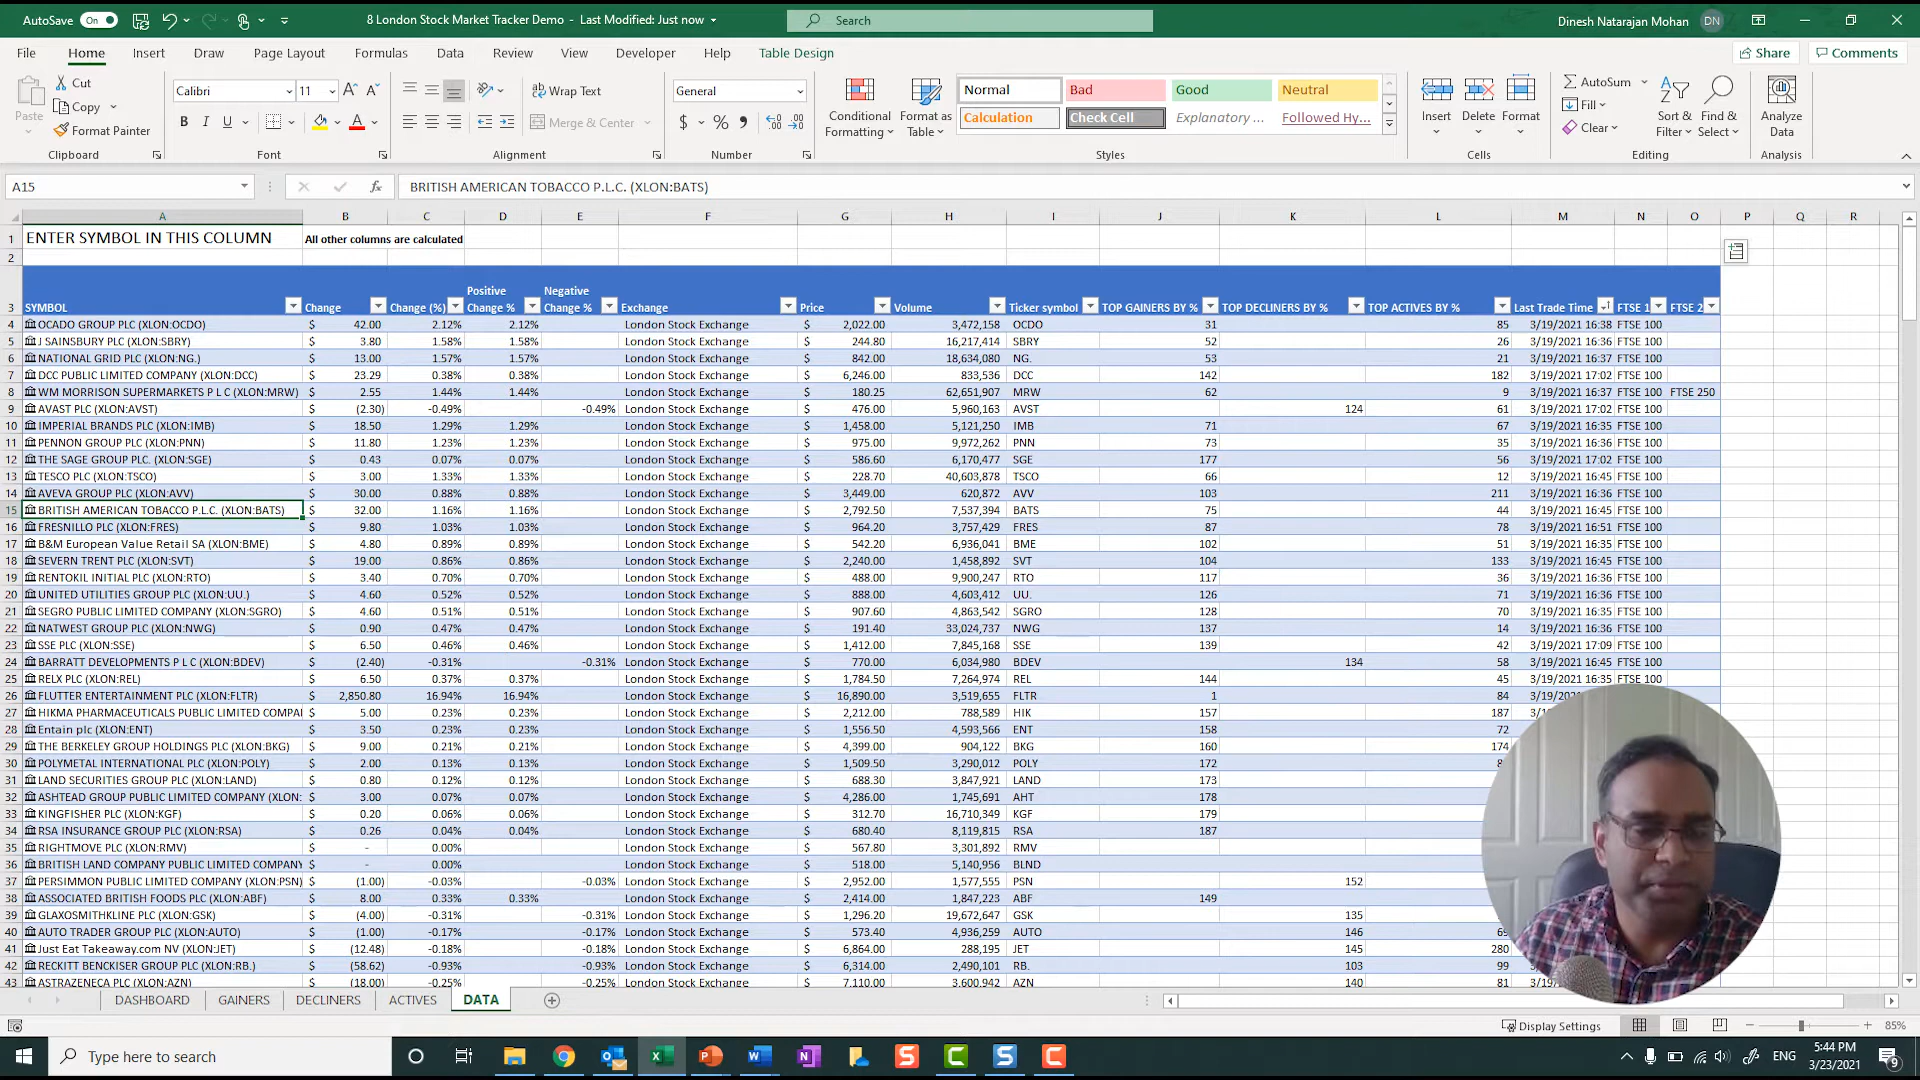 AutoSave On 8 London Stock Market Tracker Demo - Last Modified: Just now Search Dinesh Natarajan Mohan DN
File Home Insert Draw Page Layout Formulas Data Review View Developer Help Table Design Share Comments
Cut Copy Format Painter Paste Clipboard
Calibri 11 B I U Font
Wrap Text Merge & Center Alignment
General $ % Number
Conditional Formatting Format as Table
Normal Bad Good Neutral
Calculation Check Cell Explanatory ... Followed Hy...
Styles
Insert Delete Format Cells
AutoSum Fill Clear Sort & Filter Find & Select Editing
Analyze Data Analysis
A15 fx BRITISH AMERICAN TOBACCO P.L.C. (XLON:BATS)
A B C D E F G H I J K L M N O P Q R
1 ENTER SYMBOL IN THIS COLUMN All other columns are calculated
2
3 SYMBOL Change Change (%) Positive Change % Negative Change % Exchange Price Volume Ticker symbol TOP GAINERS BY % TOP DECLINERS BY % TOP ACTIVES BY % Last Trade Time FTSE 1 FTSE 2
4 OCADO GROUP PLC (XLON:OCDO) $ 42.00 2.12% 2.12% London Stock Exchange $ 2,022.00 3,472,158 OCDO 31 85 3/19/2021 16:38 FTSE 100
5 J SAINSBURY PLC (XLON:SBRY) $ 3.80 1.58% 1.58% London Stock Exchange $ 244.80 16,217,414 SBRY 52 26 3/19/2021 16:36 FTSE 100
6 NATIONAL GRID PLC (XLON:NG.) $ 13.00 1.57% 1.57% London Stock Exchange $ 842.00 18,634,080 NG. 53 21 3/19/2021 16:37 FTSE 100
7 DCC PUBLIC LIMITED COMPANY (XLON:DCC) $ 23.29 0.38% 0.38% London Stock Exchange $ 6,246.00 833,536 DCC 142 182 3/19/2021 17:02 FTSE 100
8 WM MORRISON SUPERMARKETS P L C (XLON:MRW) $ 2.55 1.44% 1.44% London Stock Exchange $ 180.25 62,651,907 MRW 62 9 3/19/2021 16:37 FTSE 100 FTSE 250
9 AVAST PLC (XLON:AVST) $ (2.30) -0.49% -0.49% London Stock Exchange $ 476.00 5,960,163 AVST 124 61 3/19/2021 17:02 FTSE 100
10 IMPERIAL BRANDS PLC (XLON:IMB) $ 18.50 1.29% 1.29% London Stock Exchange $ 1,458.00 5,121,250 IMB 71 67 3/19/2021 16:35 FTSE 100
11 PENNON GROUP PLC (XLON:PNN) $ 11.80 1.23% 1.23% London Stock Exchange $ 975.00 9,972,262 PNN 73 35 3/19/2021 16:35 FTSE 100
12 THE SAGE GROUP PLC. (XLON:SGE) $ 0.43 0.07% 0.07% London Stock Exchange $ 586.60 6,170,477 SGE 177 56 3/19/2021 17:02 FTSE 100
13 TESCO PLC (XLON:TSCO) $ 3.00 1.33% 1.33% London Stock Exchange $ 228.70 40,603,878 TSCO 66 12 3/19/2021 16:45 FTSE 100
14 AVEVA GROUP PLC (XLON:AVV) $ 30.00 0.88% 0.88% London Stock Exchange $ 3,449.00 620,872 AVV 103 211 3/19/2021 16:35 FTSE 100
15 BRITISH AMERICAN TOBACCO P.L.C. (XLON:BATS) $ 32.00 1.16% 1.16% London Stock Exchange $ 2,792.50 7,537,394 BATS 75 44 3/19/2021 16:45 FTSE 100
16 FRESNILLO PLC (XLON:FRES) $ 9.80 1.03% 1.03% London Stock Exchange $ 964.20 3,757,429 FRES 87 78 3/19/2021 16:51 FTSE 100
17 B&M European Value Retail SA (XLON:BME) $ 4.80 0.89% 0.89% London Stock Exchange $ 542.20 6,936,041 BME 102 51 3/19/2021 16:35 FTSE 100
18 SEVERN TRENT PLC (XLON:SVT) $ 19.00 0.86% 0.86% London Stock Exchange $ 2,240.00 1,458,892 SVT 104 133 3/19/2021 16:45 FTSE 100
19 RENTOKIL INITIAL PLC (XLON:RTO) $ 3.40 0.70% 0.70% London Stock Exchange $ 488.00 9,900,247 RTO 117 36 3/19/2021 16:36 FTSE 100
20 UNITED UTILITIES GROUP PLC (XLON:UU.) $ 4.60 0.52% 0.52% London Stock Exchange $ 888.00 4,603,412 UU. 126 71 3/19/2021 16:36 FTSE 100
21 SEGRO PUBLIC LIMITED COMPANY (XLON:SGRO) $ 4.60 0.51% 0.51% London Stock Exchange $ 907.60 4,863,542 SGRO 128 70 3/19/2021 16:35 FTSE 100
22 NATWEST GROUP PLC (XLON:NWG) $ 0.90 0.47% 0.47% London Stock Exchange $ 191.40 33,024,737 NWG 137 14 3/19/2021 16:36 FTSE 100
23 SSE PLC (XLON:SSE) $ 6.50 0.46% 0.46% London Stock Exchange $ 1,412.00 7,845,168 SSE 139 42 3/19/2021 17:09 FTSE 100
24 BARRATT DEVELOPMENTS P L C (XLON:BDEV) $ (2.40) -0.31% -0.31% London Stock Exchange $ 770.00 6,034,980 BDEV 134 58 3/19/2021 16:45 FTSE 100
25 RELX PLC (XLON:REL) $ 6.50 0.37% 0.37% London Stock Exchange $ 1,784.50 7,264,974 REL 144 45 3/19/2021 16:35 FTSE 100
26 FLUTTER ENTERTAINMENT PLC (XLON:FLTR) $ 2,850.80 16.94% 16.94% London Stock Exchange $ 16,890.00 3,519,655 FLTR 1 84
27 HIKMA PHARMACEUTICALS PUBLIC LIMITED COMPA $ 5.00 0.23% 0.23% London Stock Exchange $ 2,212.00 788,589 HIK 157 187
28 Entain plc (XLON:ENT) $ 3.50 0.23% 0.23% London Stock Exchange $ 1,556.50 4,593,566 ENT 158 72
29 THE BERKELEY GROUP HOLDINGS PLC (XLON:BKG) $ 9.00 0.21% 0.21% London Stock Exchange $ 4,399.00 904,122 BKG 160 174
30 POLYMETAL INTERNATIONAL PLC (XLON:POLY) $ 2.00 0.13% 0.13% London Stock Exchange $ 1,509.50 3,290,012 POLY 172
31 LAND SECURITIES GROUP PLC (XLON:LAND) $ 0.80 0.12% 0.12% London Stock Exchange $ 688.30 3,847,921 LAND 173
32 ASHTEAD GROUP PUBLIC LIMITED COMPANY (XLON: $ 3.00 0.07% 0.07% London Stock Exchange $ 4,286.00 1,745,691 AHT 178
33 KINGFISHER PLC (XLON:KGF) $ 0.20 0.06% 0.06% London Stock Exchange $ 312.70 16,710,349 KGF 179
34 RSA INSURANCE GROUP PLC (XLON:RSA) $ 0.26 0.04% 0.04% London Stock Exchange $ 680.40 8,119,815 RSA 187
35 RIGHTMOVE PLC (XLON:RMV) $ - 0.00% London Stock Exchange $ 567.80 3,301,892 RMV
36 BRITISH LAND COMPANY PUBLIC LIMITED COMPANY $ - 0.00% London Stock Exchange $ 518.00 5,140,956 BLND
37 PERSIMMON PUBLIC LIMITED COMPANY (XLON:PSN) $ (1.00) -0.03% -0.03% London Stock Exchange $ 2,952.00 1,577,555 PSN 152
38 ASSOCIATED BRITISH FOODS PLC (XLON:ABF) $ 8.00 0.33% 0.33% London Stock Exchange $ 2,414.00 1,847,223 ABF 149
39 GLAXOSMITHKLINE PLC (XLON:GSK) $ (4.00) -0.31% -0.31% London Stock Exchange $ 1,296.20 19,672,647 GSK 135
40 AUTO TRADER GROUP PLC (XLON:AUTO) $ (1.00) -0.17% -0.17% London Stock Exchange $ 573.40 4,936,259 AUTO 146
41 Just Eat Takeaway.com NV (XLON:JET) $ (12.48) -0.18% -0.18% London Stock Exchange $ 6,864.00 288,195 JET 145 280
42 RECKITT BENCKISER GROUP PLC (XLON:RB.) $ (58.62) -0.93% -0.93% London Stock Exchange $ 6,314.00 2,490,101 RB. 103 99
43 ASTRAZENECA PLC (XLON:AZN) $ (18.00) -0.25% -0.25% London Stock Exchange $ 7,110.00 3,600,942 AZN 140 81
DASHBOARD GAINERS DECLINERS ACTIVES DATA
Display Settings 85%
Type here to search ENG 5:44 PM
3/23/2021 9